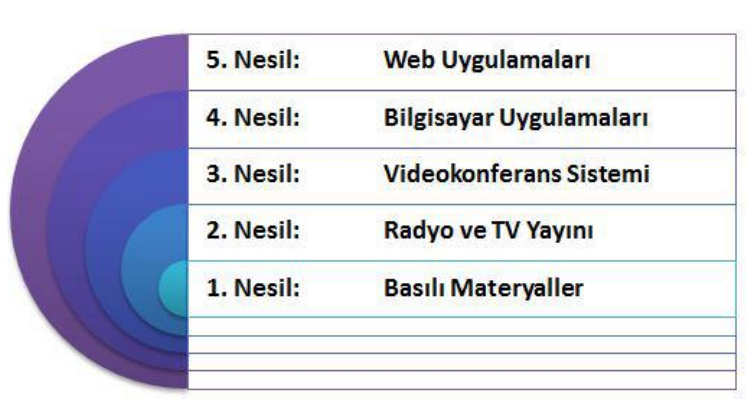 5. Nesil: Web Uygulamaları
4. Nesil: Bilgisayar Uygulamaları
3. Nesil: Videokonferans Sistemi
2. Nesil: Radyo ve TV Yayını
1. Nesil: Basılı Materyaller